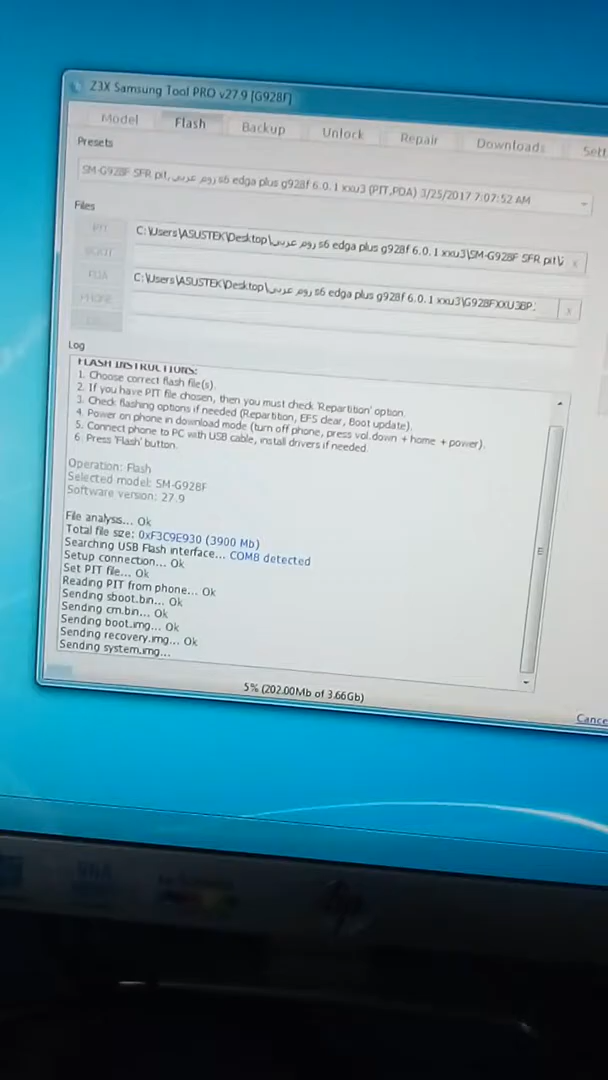 Z3X Samsung Tool PRO v27.9 [G928F]
Model Flash Backup Unlock Repair Downloads Sett
Presets
SM-G928F SFR pit, روم عربي s6 edga plus g928f 6.0.1 xxu3 (PIT,PDA) 3/25/2017 7:07:52 AM
Files
PIT C:\Users\ASUSTEK\Desktop\روم عربي s6 edga plus g928f 6.0.1 xxu3\SM-G928F SFR pit\ x
BOOT
PDA C:\Users\ASUSTEK\Desktop\روم عربي s6 edga plus g928f 6.0.1 xxu3\G928FXXU3BP x
PHONE
Log
FLASH INSTRUCTIONS:
1. Choose correct flash file(s).
2. If you have PIT file chosen, then you must check 'Repartition' option.
3. Check flashing options if needed (Repartition, EFS clear, Boot update).
4. Power on phone in download mode (turn off phone, press vol.down + home + power).
5. Connect phone to PC with USB cable, install drivers if needed.
6. Press 'Flash' button.
Operation: Flash
Selected model: SM-G928F
Software version: 27.9
File analysis... Ok
Total file size: 0xF3C9E930 (3900 Mb)
Searching USB Flash interface... COM8 detected
Setup connection... Ok
Set PIT file... Ok
Reading PIT from phone... Ok
Sending sboot.bin... Ok
Sending cm.bin... Ok
Sending boot.img... Ok
Sending recovery.img... Ok
Sending system.img...
5% (202.00Mb of 3.66Gb)
Cance
hp